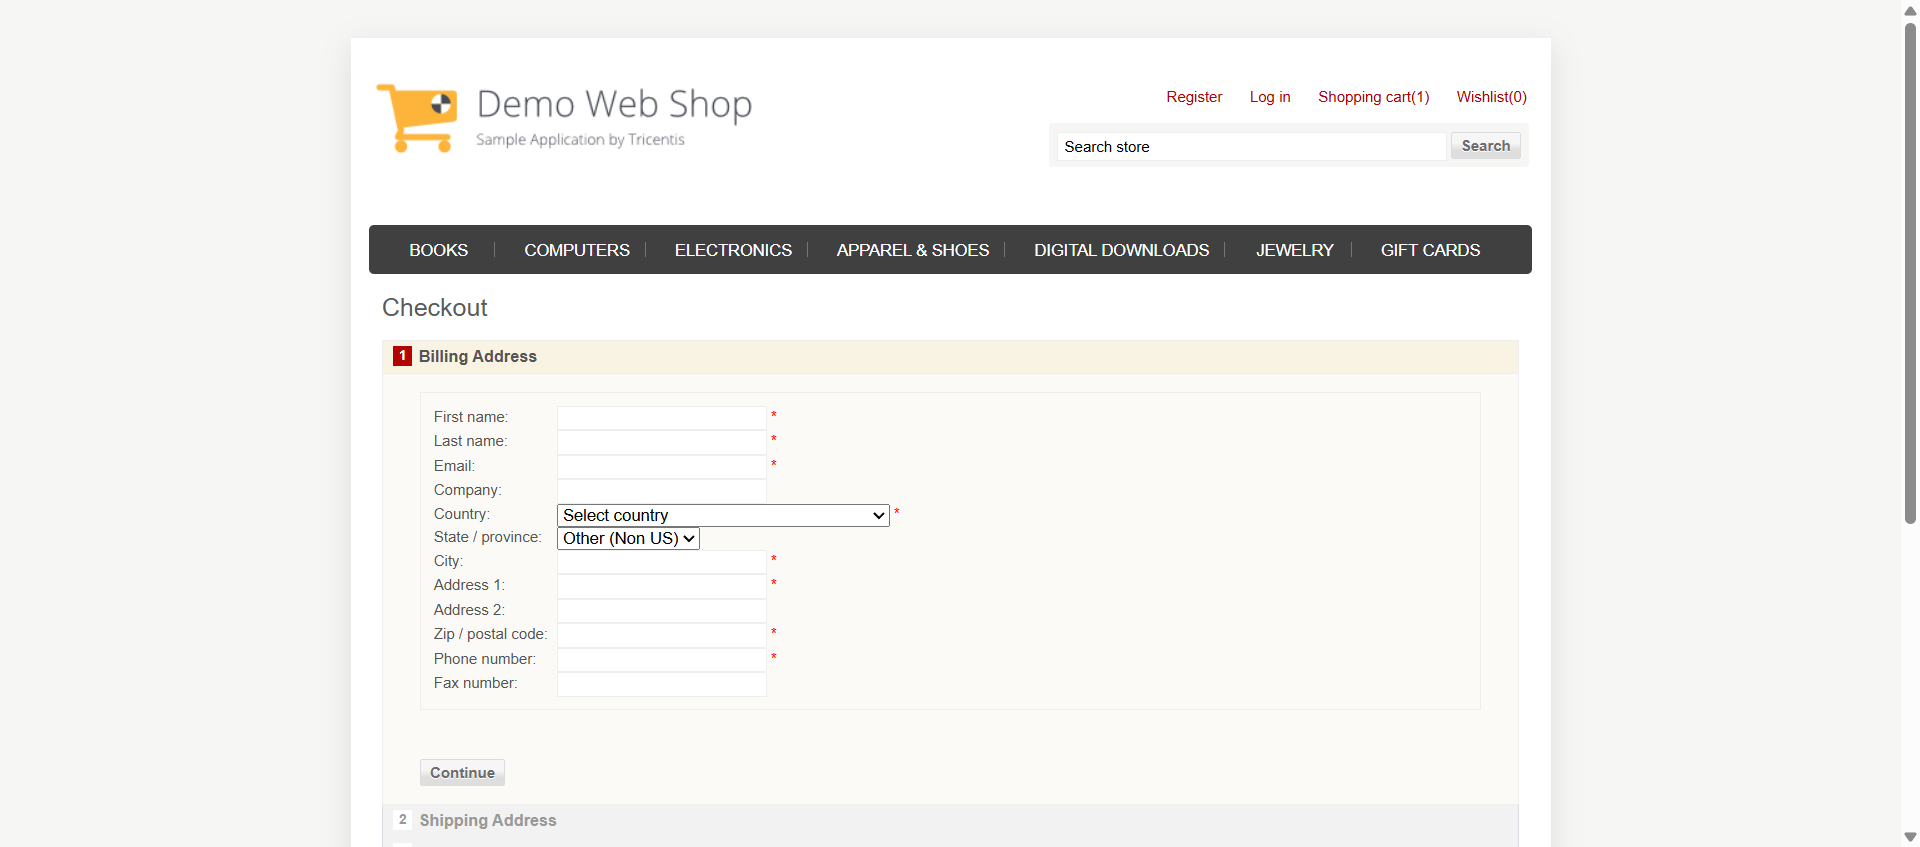 Demo Web Shop
Sample Application by Tricentis
Register Log in Shopping cart(1) Wishlist(0)
Search store Search
BOOKS COMPUTERS ELECTRONICS APPAREL & SHOES DIGITAL DOWNLOADS JEWELRY GIFT CARDS
Checkout
1 Billing Address
First name: *
Last name: *
Email: *
Company:
Country: Select country *
State / province: Other (Non US)
City: *
Address 1: *
Address 2:
Zip / postal code: *
Phone number: *
Fax number:
Continue
2 Shipping Address